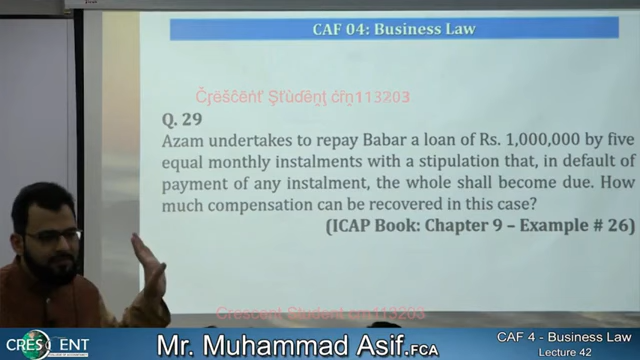 CAF 04: Business Law
Čŗěŝĉēṅť Şťùďēṇţ ċřṇ113203
Q. 29
Azam undertakes to repay Babar a loan of Rs. 1,000,000 by five
equal monthly instalments with a stipulation that, in default of
payment of any instalment, the whole shall become due. How
much compensation can be recovered in this case?
(ICAP Book: Chapter 9 – Example # 26)
Crescent Student crn113203
CRESCENT
Mr. Muhammad Asif.FCA
CAF 4 - Business Law
Lecture 42